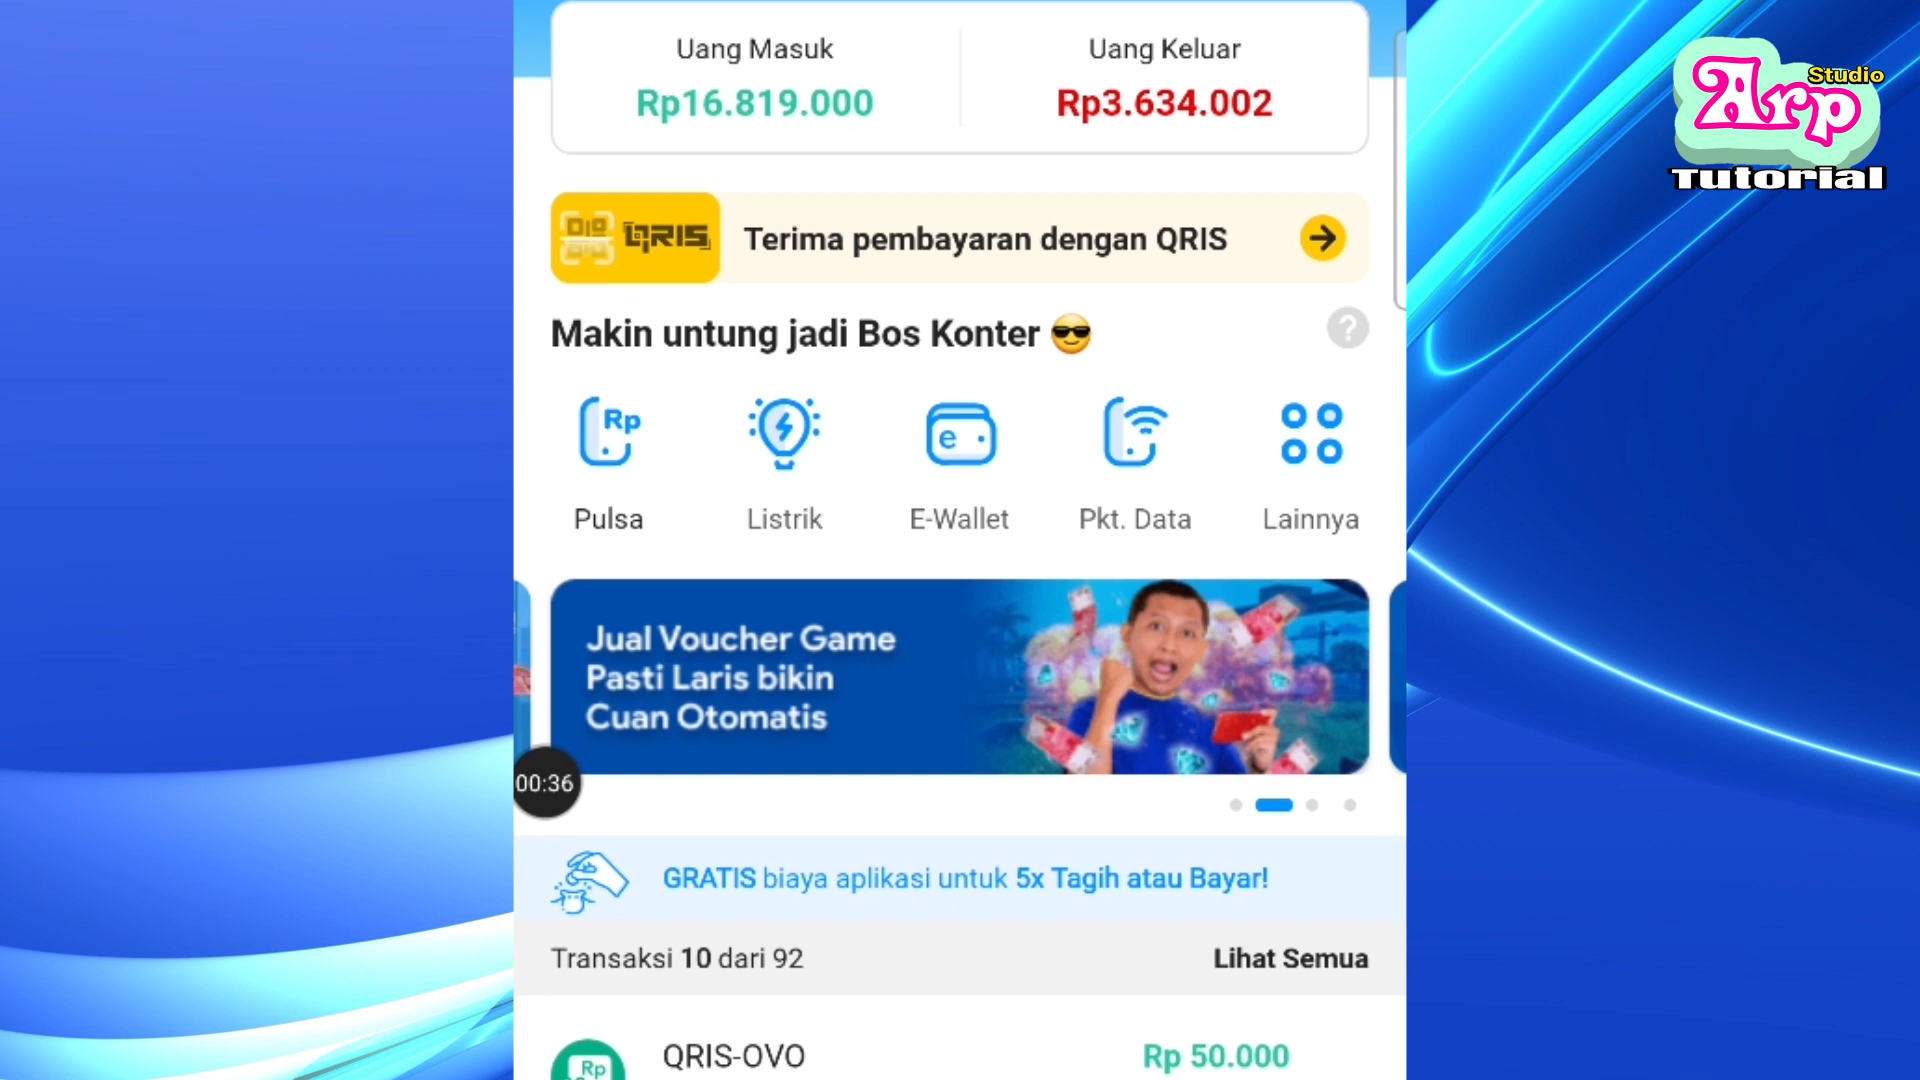 Uang Masuk
Uang Keluar
Rp16.819.000
Rp3.634.002
Studio
Arp
Tutorial
QRIS
Terima pembayaran dengan QRIS
Makin untung jadi Bos Konter 😎
?
Rp
e
Pulsa
Listrik
E-Wallet
Pkt. Data
Lainnya
Jual Voucher Game
Pasti Laris bikin
Cuan Otomatis
00:36
GRATIS biaya aplikasi untuk 5x Tagih atau Bayar!
Transaksi 10 dari 92
Lihat Semua
Rp
QRIS-OVO
Rp 50.000